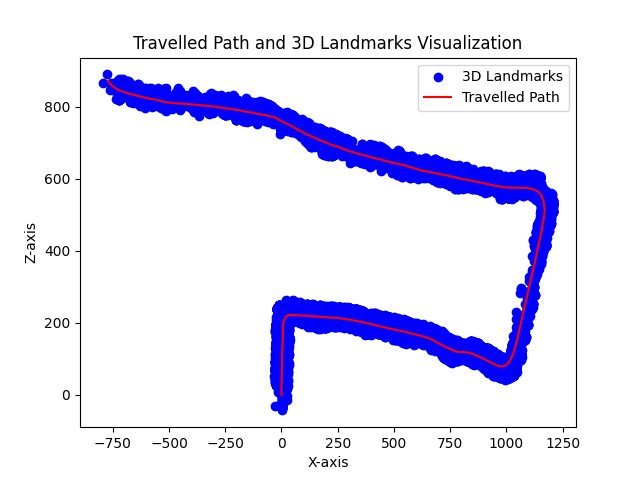 Travelled Path and 3D Landmarks Visualization
3D Landmarks
Travelled Path
800
600
400
200
0
Z-axis
−750 −500 −250 0 250 500 750 1000 1250
X-axis